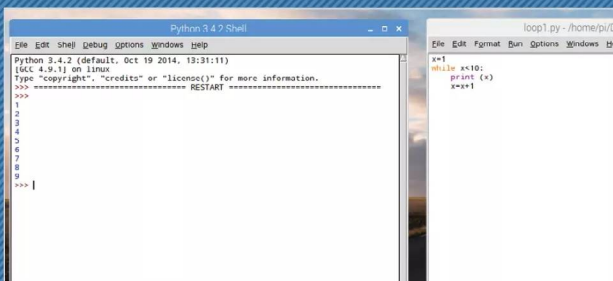 Python 3.4.2 Shell
File Edit Shell Debug Options Windows Help
Python 3.4.2 (default, Oct 19 2014, 13:31:11)
[GCC 4.9.1] on linux
Type "copyright", "credits" or "license()" for more information.
>>> ================================ RESTART ================================
>>>
1
2
3
4
5
6
7
8
9
>>>
loop1.py - /home/pi/
File Edit Format Run Options Windows
x=1
while x<10:
    print (x)
    x=x+1